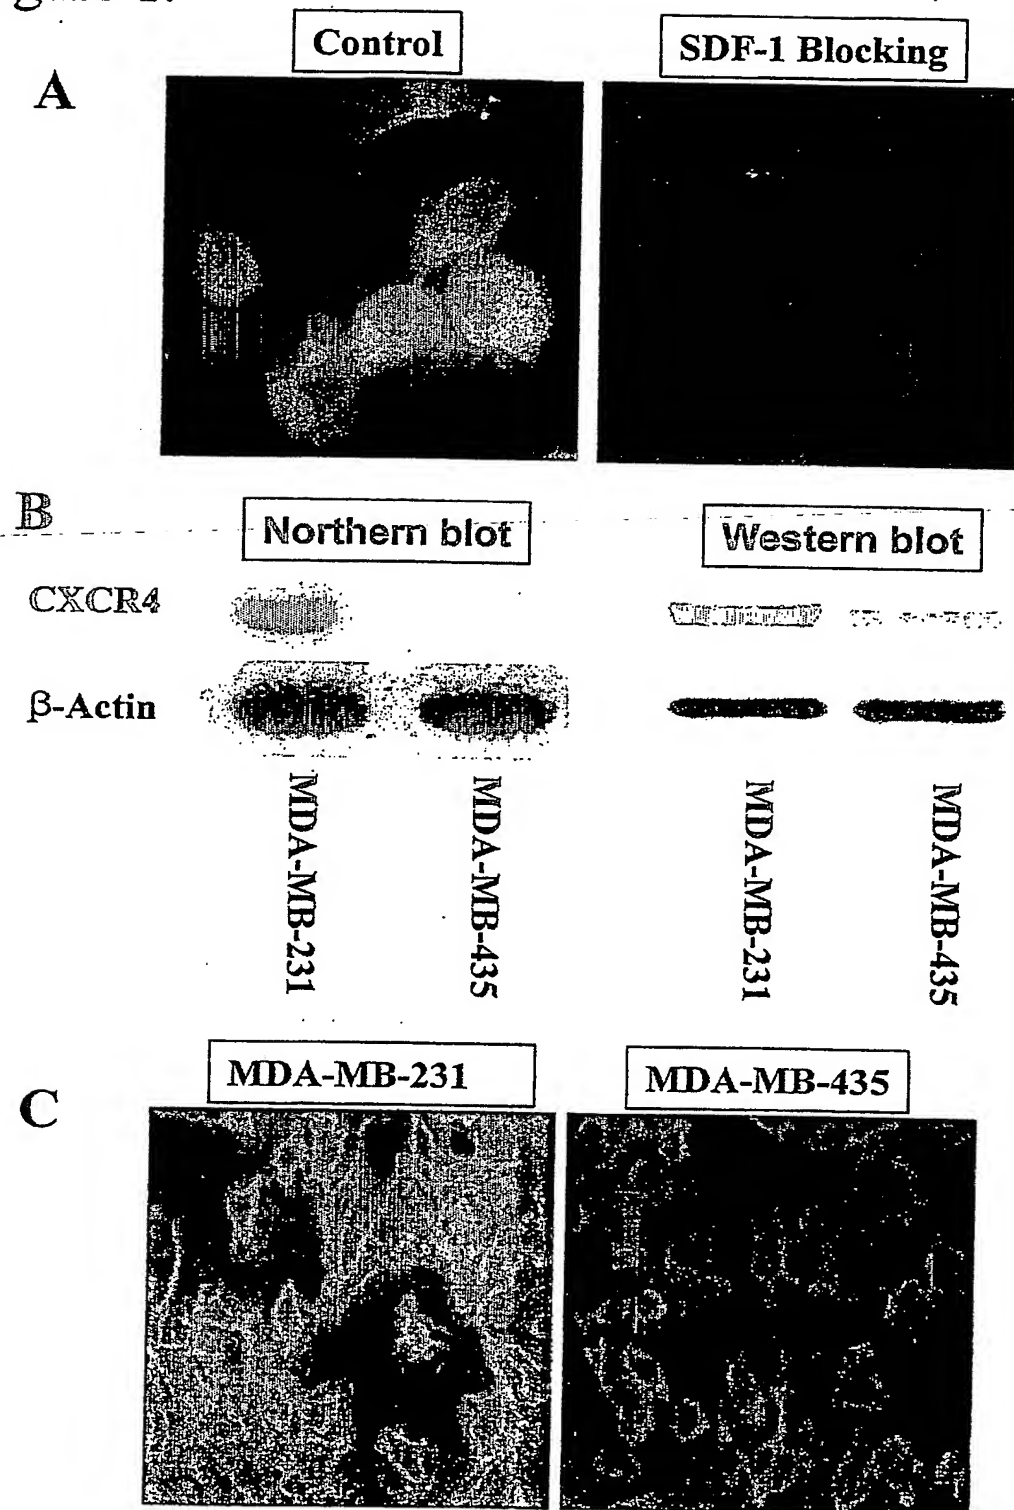 Control
SDF-1 Blocking
A
B
Northern blot
Western blot
CXCR4
β-Actin
MDA-MB-231
MDA-MB-435
MDA-MB-231
MDA-MB-435
MDA-MB-231
MDA-MB-435
C